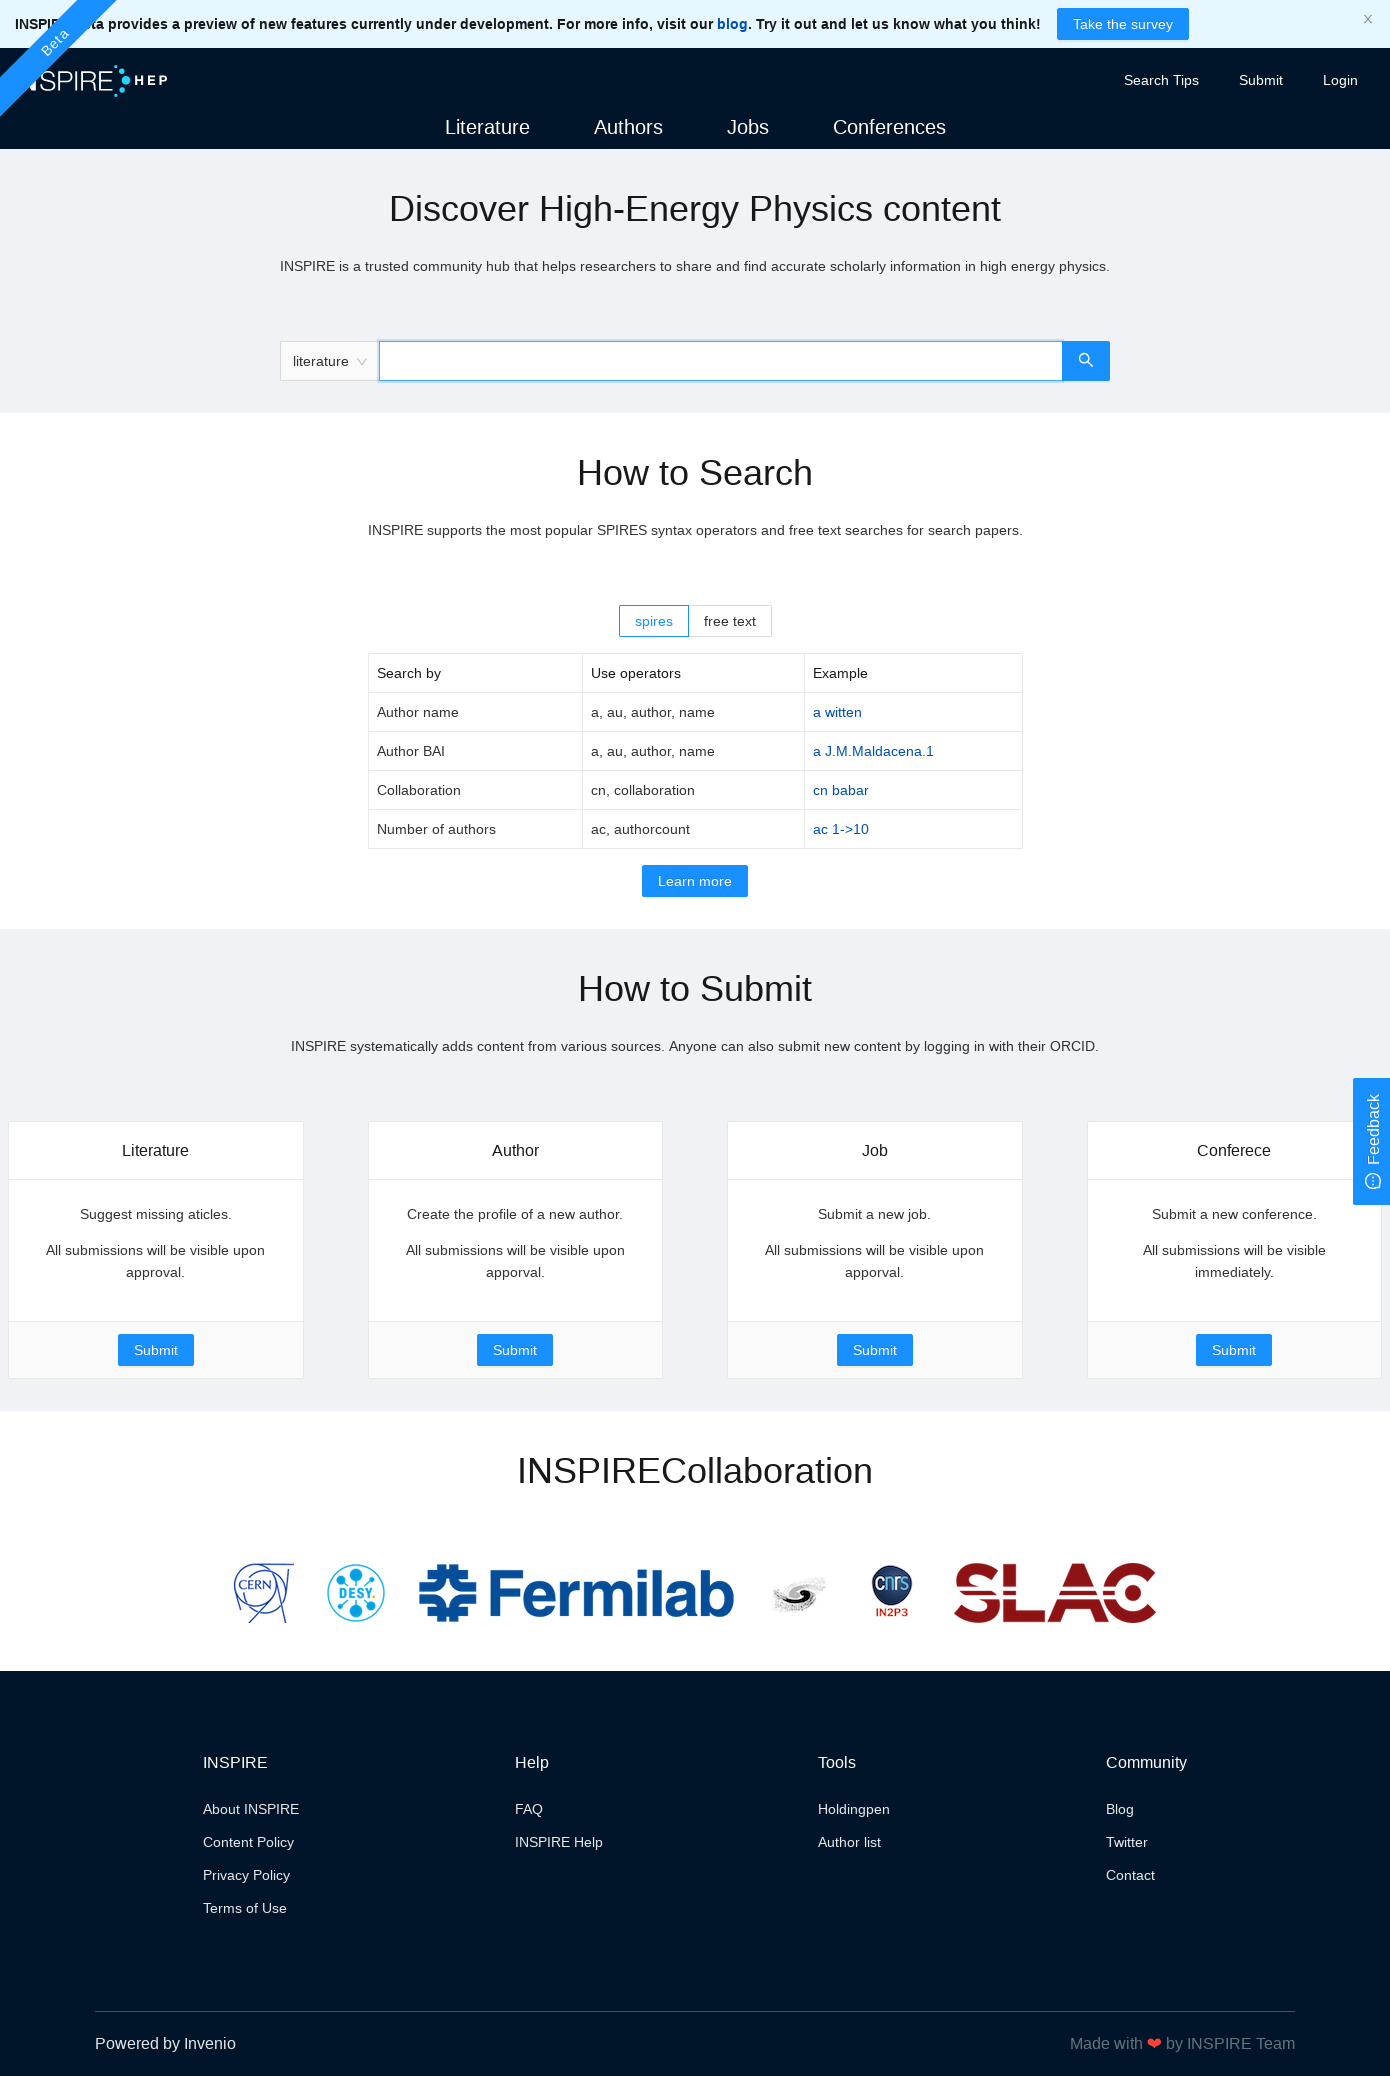 INSPIRE beta provides a preview of new features currently under development. For more info, visit our blog. Try it out and let us know what you think!
Take the survey
Beta
INSPIRE HEP
Search Tips
Submit
Login
Literature
Authors
Jobs
Conferences
Discover High-Energy Physics content
INSPIRE is a trusted community hub that helps researchers to share and find accurate scholarly information in high energy physics.
literature
How to Search
INSPIRE supports the most popular SPIRES syntax operators and free text searches for search papers.
spires
free text
Search by
Use operators
Example
Author name
a, au, author, name
a witten
Author BAI
a, au, author, name
a J.M.Maldacena.1
Collaboration
cn, collaboration
cn babar
Number of authors
ac, authorcount
ac 1->10
Learn more
How to Submit
INSPIRE systematically adds content from various sources. Anyone can also submit new content by logging in with their ORCID.
Feedback
Literature
Suggest missing aticles.
All submissions will be visible upon
approval.
Submit
Author
Create the profile of a new author.
All submissions will be visible upon
apporval.
Submit
Job
Submit a new job.
All submissions will be visible upon
apporval.
Submit
Conferece
Submit a new conference.
All submissions will be visible
immediately.
Submit
INSPIRECollaboration
CERN
DESY.
Fermilab
cnrs
IN2P3
SLAC
INSPIRE
About INSPIRE
Content Policy
Privacy Policy
Terms of Use
Help
FAQ
INSPIRE Help
Tools
Holdingpen
Author list
Community
Blog
Twitter
Contact
Powered by Invenio
Made with ❤ by INSPIRE Team